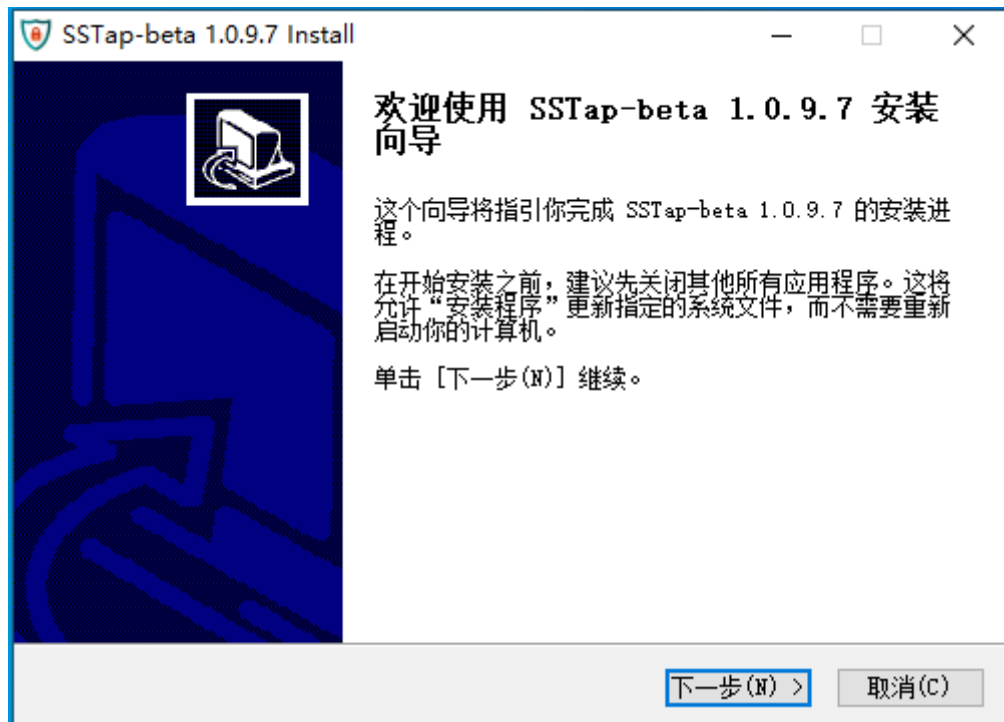 SSTap-beta 1.0.9.7 Install
欢迎使用 SSTap-beta 1.0.9.7 安装
向导
这个向导将指引你完成 SSTap-beta 1.0.9.7 的安装进
程。
在开始安装之前，建议先关闭其他所有应用程序。这将
允许“安装程序”更新指定的系统文件，而不需要重新
启动你的计算机。
单击 [下一步(N)] 继续。
下一步(N) >
取消(C)